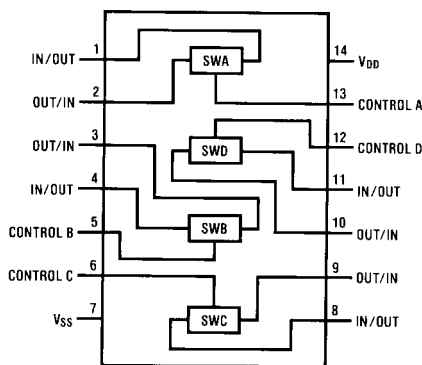 IN/OUT 1
OUT/IN 2
OUT/IN 3
IN/OUT 4
CONTROL B 5
CONTROL C 6
VSS 7
SWA
SWD
SWB
SWC
14 VDD
13 CONTROL A
12 CONTROL D
11 IN/OUT
10 OUT/IN
9 OUT/IN
8 IN/OUT